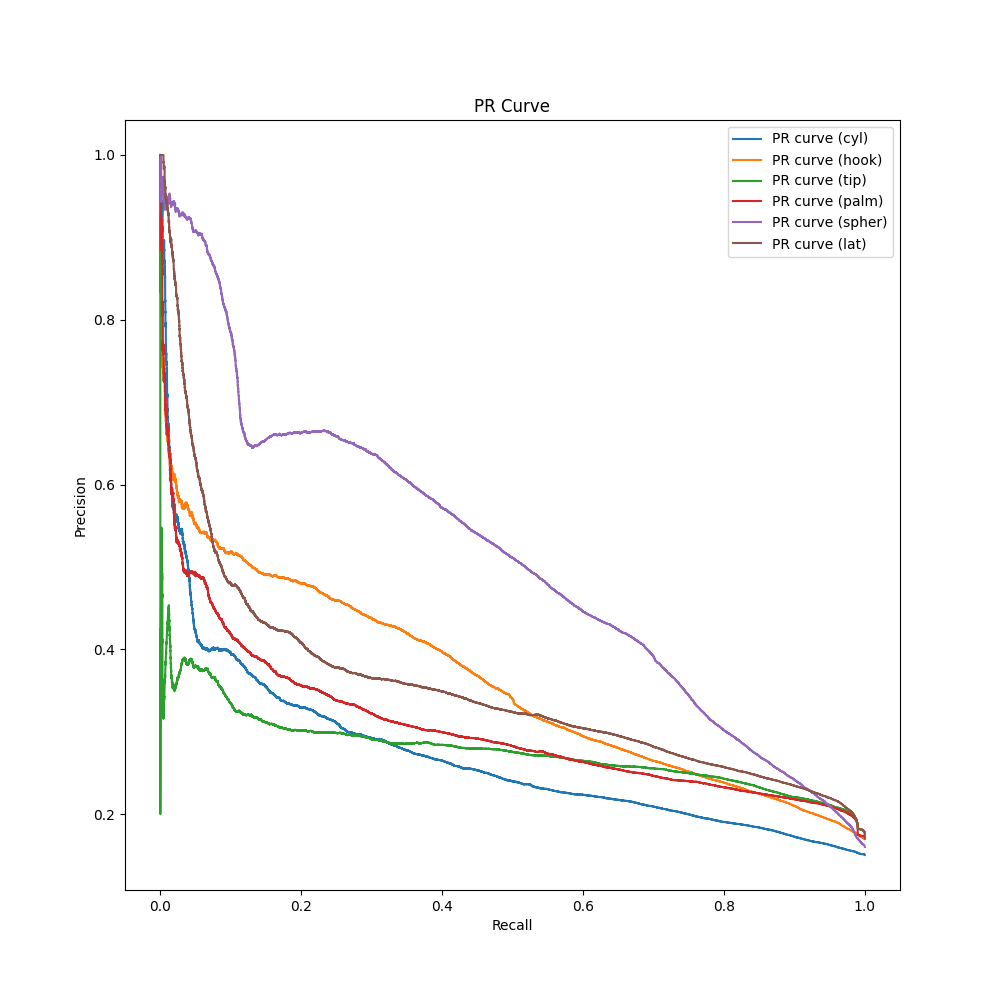 PR Curve
PR curve (cyl)
PR curve (hook)
PR curve (tip)
PR curve (palm)
PR curve (spher)
PR curve (lat)
Precision
1.0
0.8
0.6
0.4
0.2
0.0 0.2 0.4 0.6 0.8 1.0
Recall